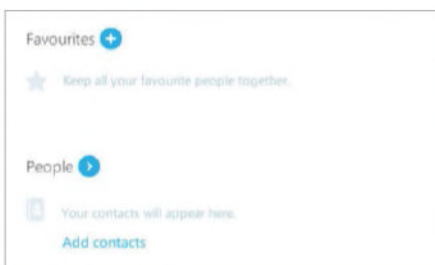 Favourites
Keep all your favourite people together.
People
Your contacts will appear here.
Add contacts